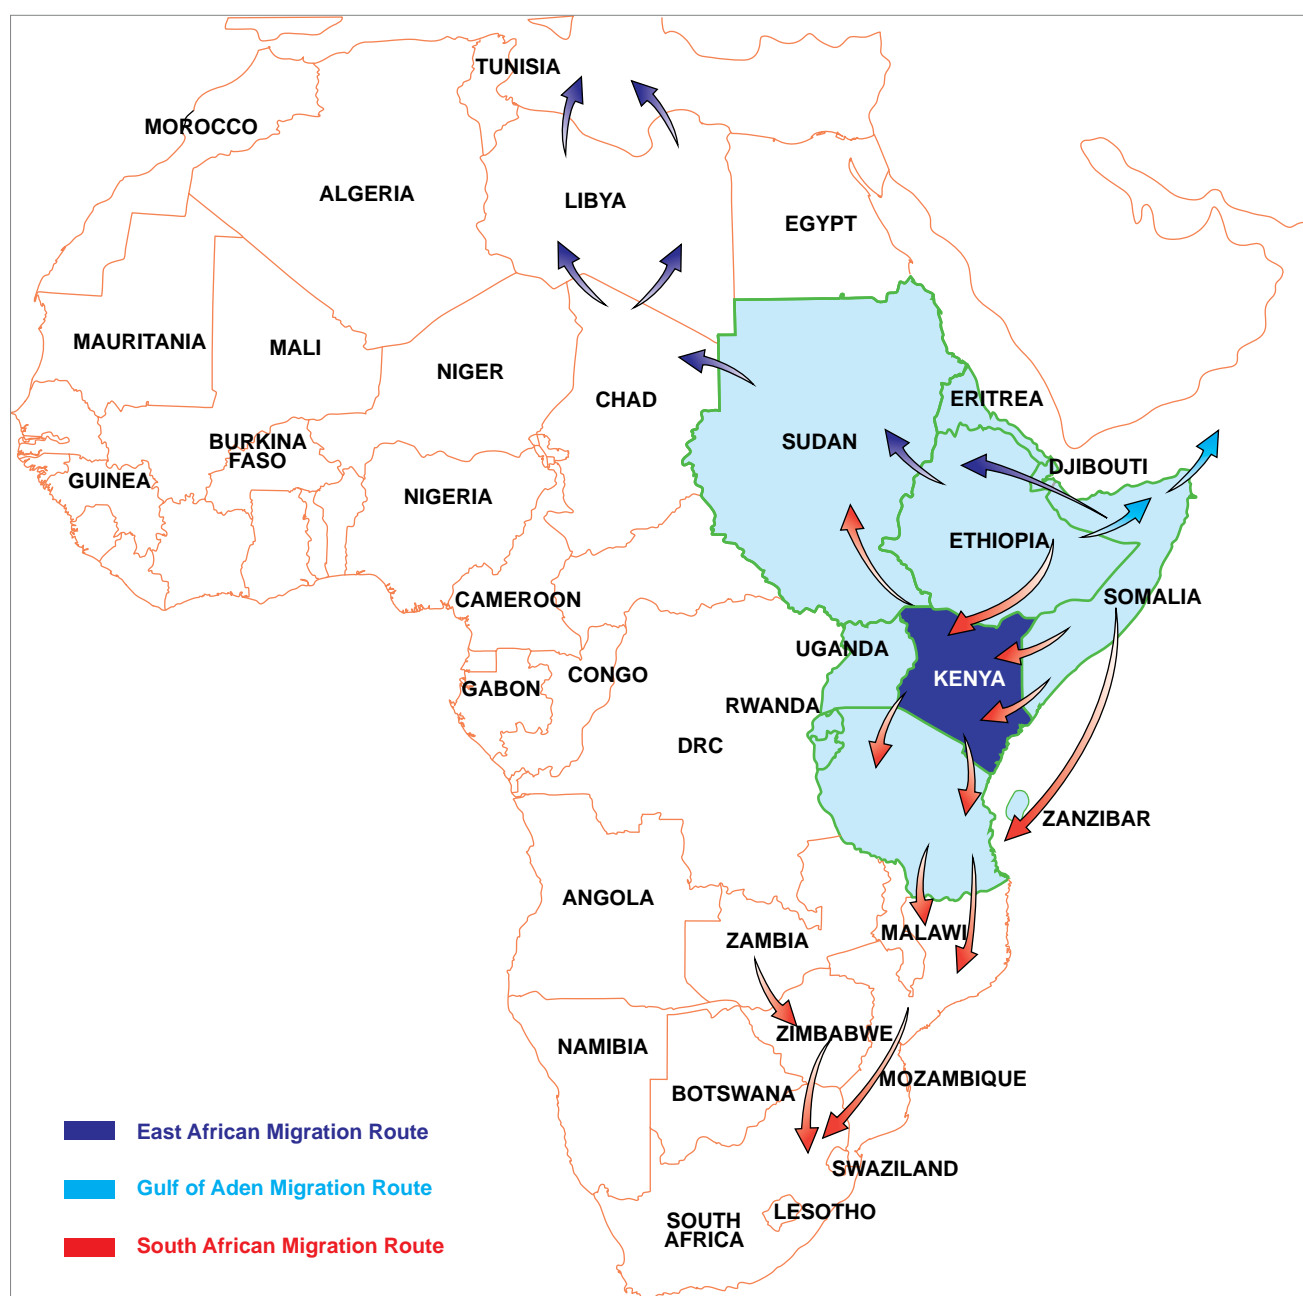 TUNISIA
MOROCCO
ALGERIA
LIBYA
EGYPT
MAURITANIA
MALI
NIGER
CHAD
ERITREA
SUDAN
BURKINA
FASO
DJIBOUTI
GUINEA
NIGERIA
ETHIOPIA
SOMALIA
CAMEROON
UGANDA
CONGO
KENYA
GABON
RWANDA
DRC
ZANZIBAR
ANGOLA
ZAMBIA
MALAWI
ZIMBABWE
NAMIBIA
MOZAMBIQUE
BOTSWANA
SWAZILAND
LESOTHO
SOUTH
AFRICA
East African Migration Route
Gulf of Aden Migration Route
South African Migration Route